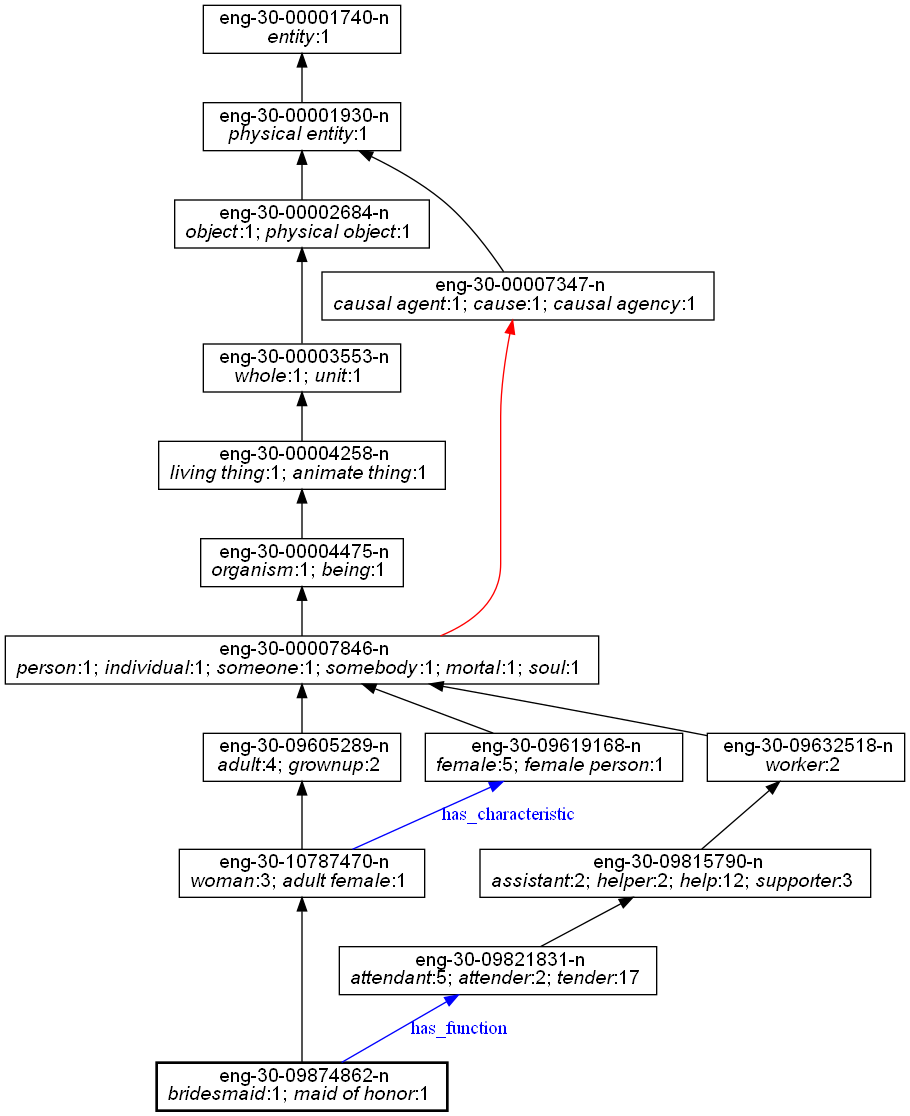 eng-30-00001740-n
entity:1
eng-30-00001930-n
physical entity:1
eng-30-00002684-n
object:1; physical object:1
eng-30-00007347-n
causal agent:1; cause:1; causal agency:1
eng-30-00003553-n
whole:1; unit:1
eng-30-00004258-n
living thing:1; animate thing:1
eng-30-00004475-n
organism:1; being:1
eng-30-00007846-n
person:1; individual:1; someone:1; somebody:1; mortal:1; soul:1
eng-30-09605289-n
adult:4; grownup:2
eng-30-09619168-n
female:5; female person:1
eng-30-09632518-n
worker:2
has_characteristic
eng-30-10787470-n
woman:3; adult female:1
eng-30-09815790-n
assistant:2; helper:2; help:12; supporter:3
eng-30-09821831-n
attendant:5; attender:2; tender:17
has_function
eng-30-09874862-n
bridesmaid:1; maid of honor:1